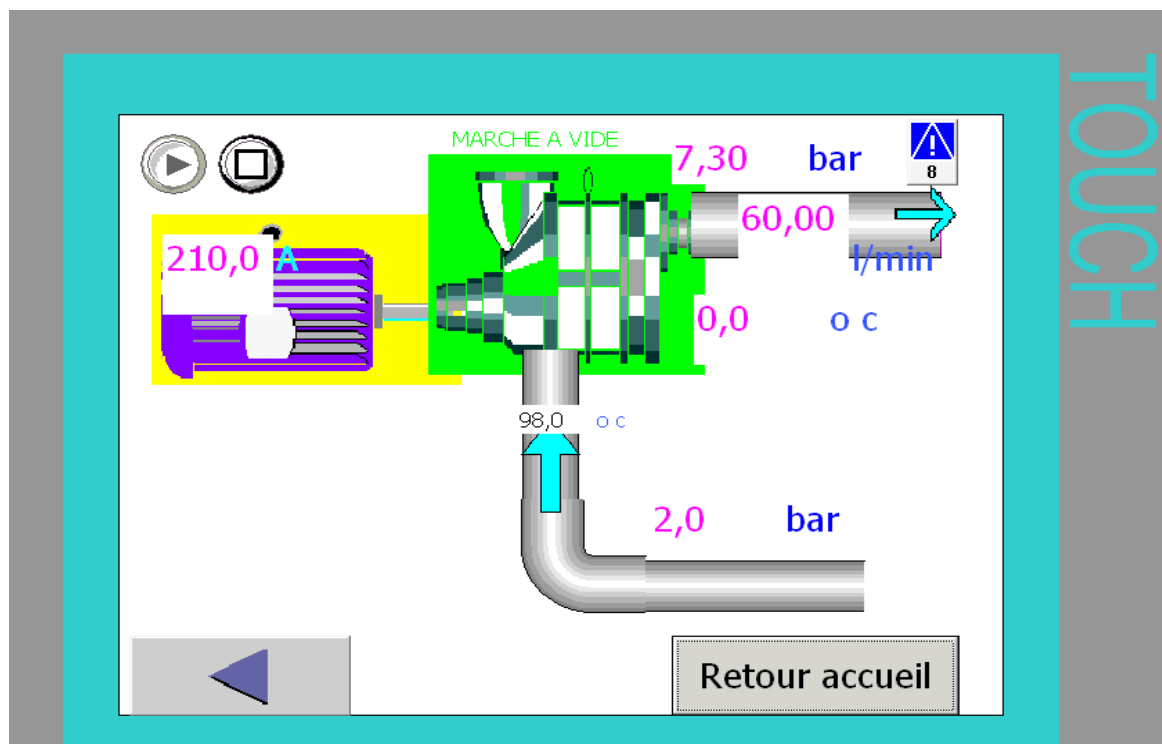 MARCHE A VIDE
7,30 bar
8
60,00
l/min
210,0 A
0,0 o c
98,0 o c
2,0 bar
Retour accueil
TOUCH